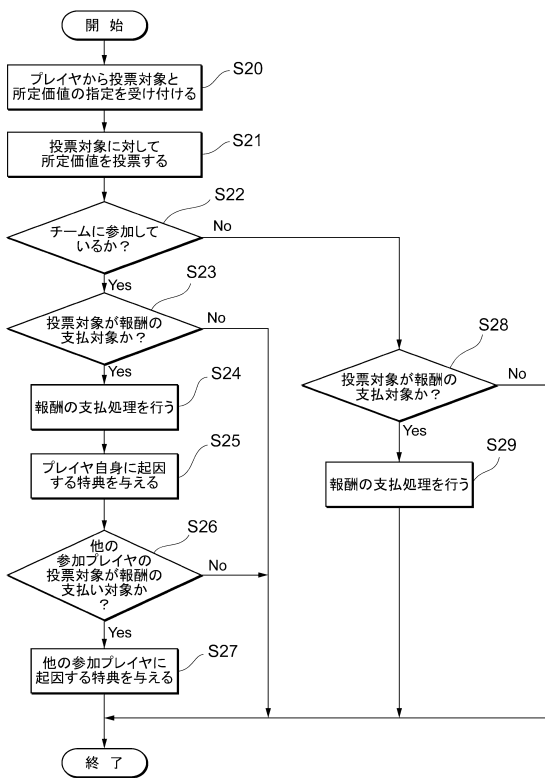 開 始
プレイヤから投票対象と
所定価値の指定を受け付ける
S20
投票対象に対して
所定価値を投票する
S21
チームに参加して
いるか?
S22
No
Yes
投票対象が報酬の
支払対象か?
S23
No
Yes
報酬の支払処理を行う
S24
プレイヤ自身に起因
する特典を与える
S25
他の
参加プレイヤの
投票対象が報酬の
支払い対象か
?
S26
No
Yes
他の参加プレイヤに
起因する特典を与える
S27
投票対象が報酬の
支払対象か?
S28
No
Yes
報酬の支払処理を行う
S29
終 了